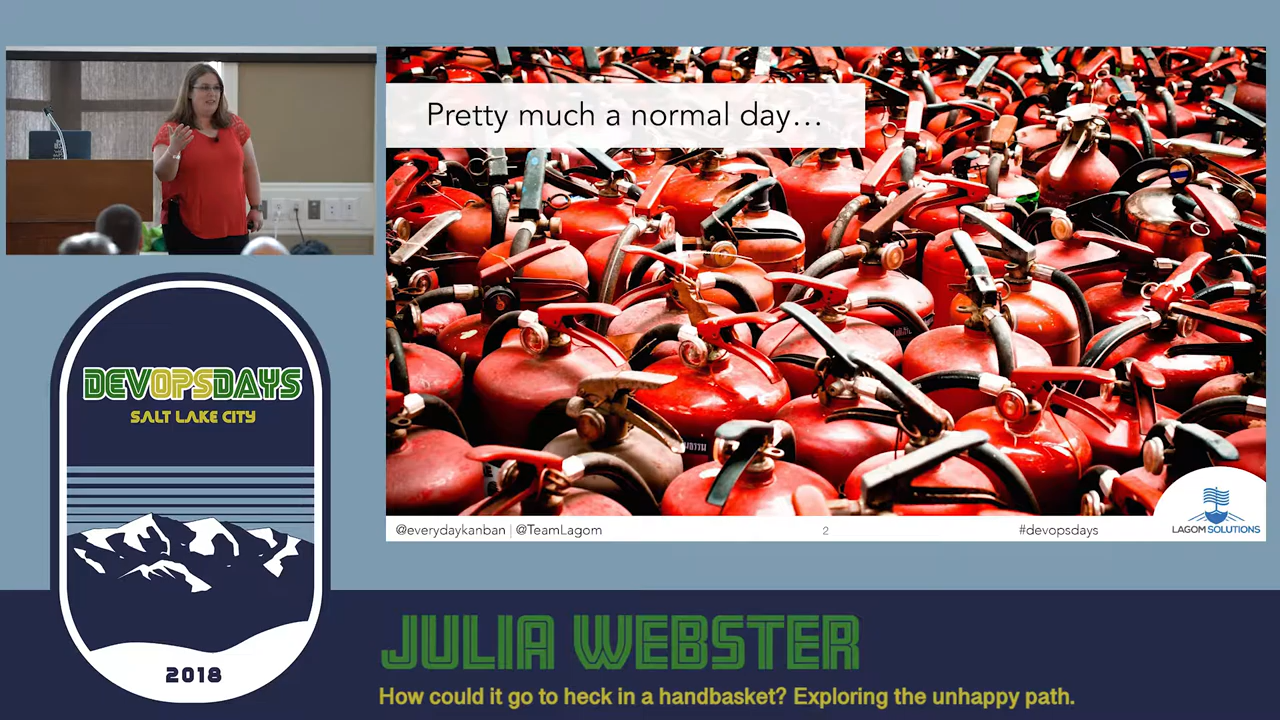 Pretty much a normal day...
@everydaykanban | @TeamLagom
2
#devopsdays
LAGOM SOLUTIONS
DEVOPSDAYS
SALT LAKE CITY
2018
JULIA WEBSTER
How could it go to heck in a handbasket? Exploring the unhappy path.